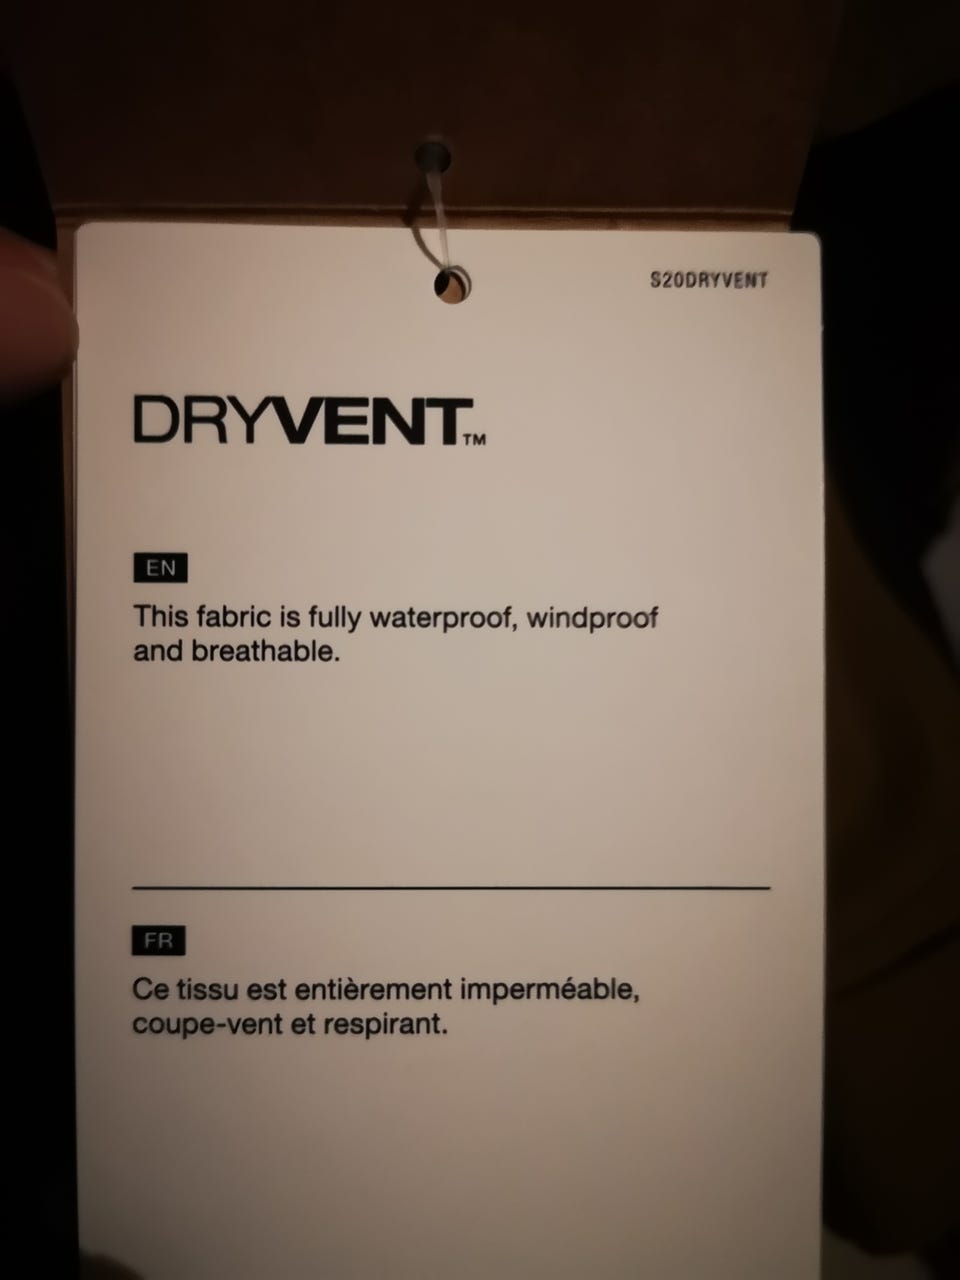 S20DRYVENT
DRYVENT™
EN
This fabric is fully waterproof, windproof
and breathable.
FR
Ce tissu est entièrement imperméable,
coupe-vent et respirant.